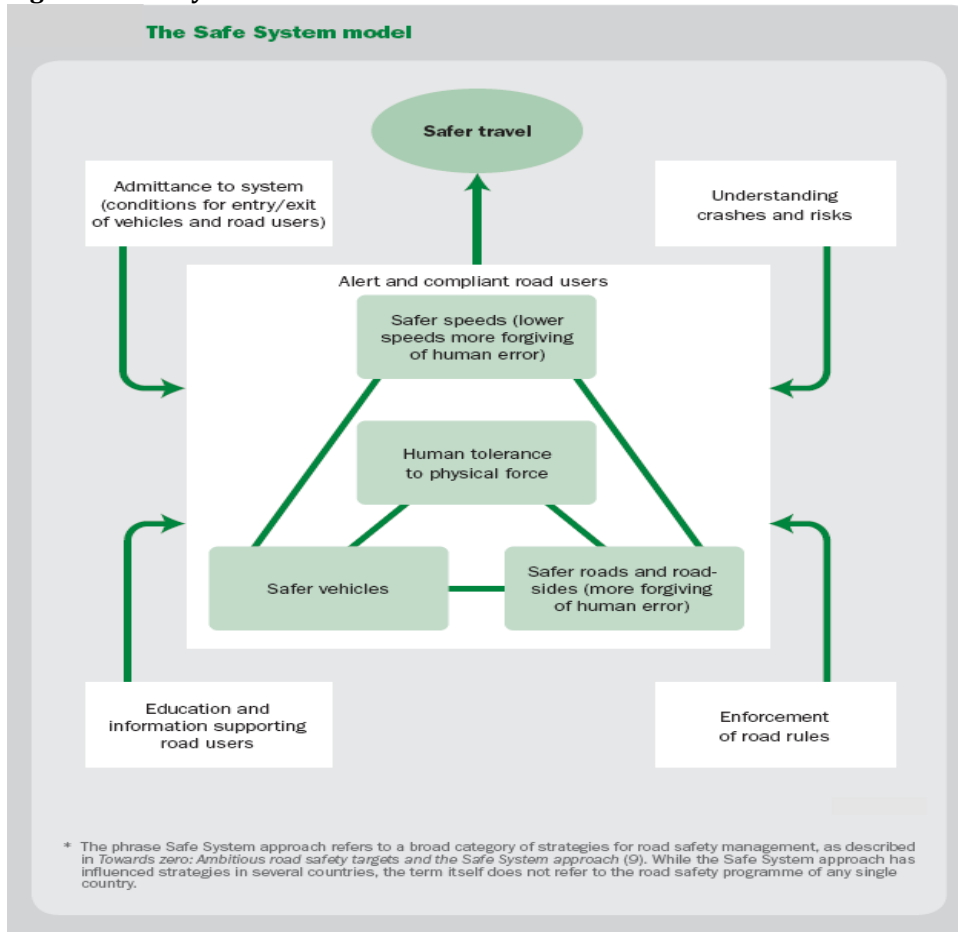 The Safe System model
Safer travel
Admittance to system
(conditions for entry/exit
of vehicles and road users)
Understanding
crashes and risks
Alert and compliant road users
Safer speeds (lower
speeds more forgiving
of human error)
Human tolerance
to physical force
Safer vehicles
Safer roads and road-
sides (more forgiving
of human error)
Education and
information supporting
road users
Enforcement
of road rules
* The phrase Safe System approach refers to a broad category of strategies for road safety management, as described
in Towards zero: Ambitious road safety targets and the Safe System approach (9). While the Safe System approach has
influenced strategies in several countries, the term itself does not refer to the road safety programme of any single
country.